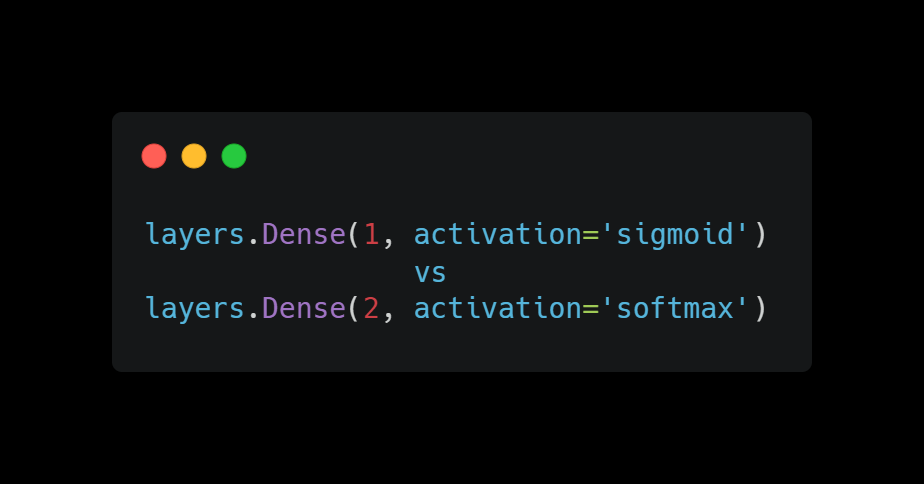 layers.Dense(1, activation='sigmoid')
vs
layers.Dense(2, activation='softmax')